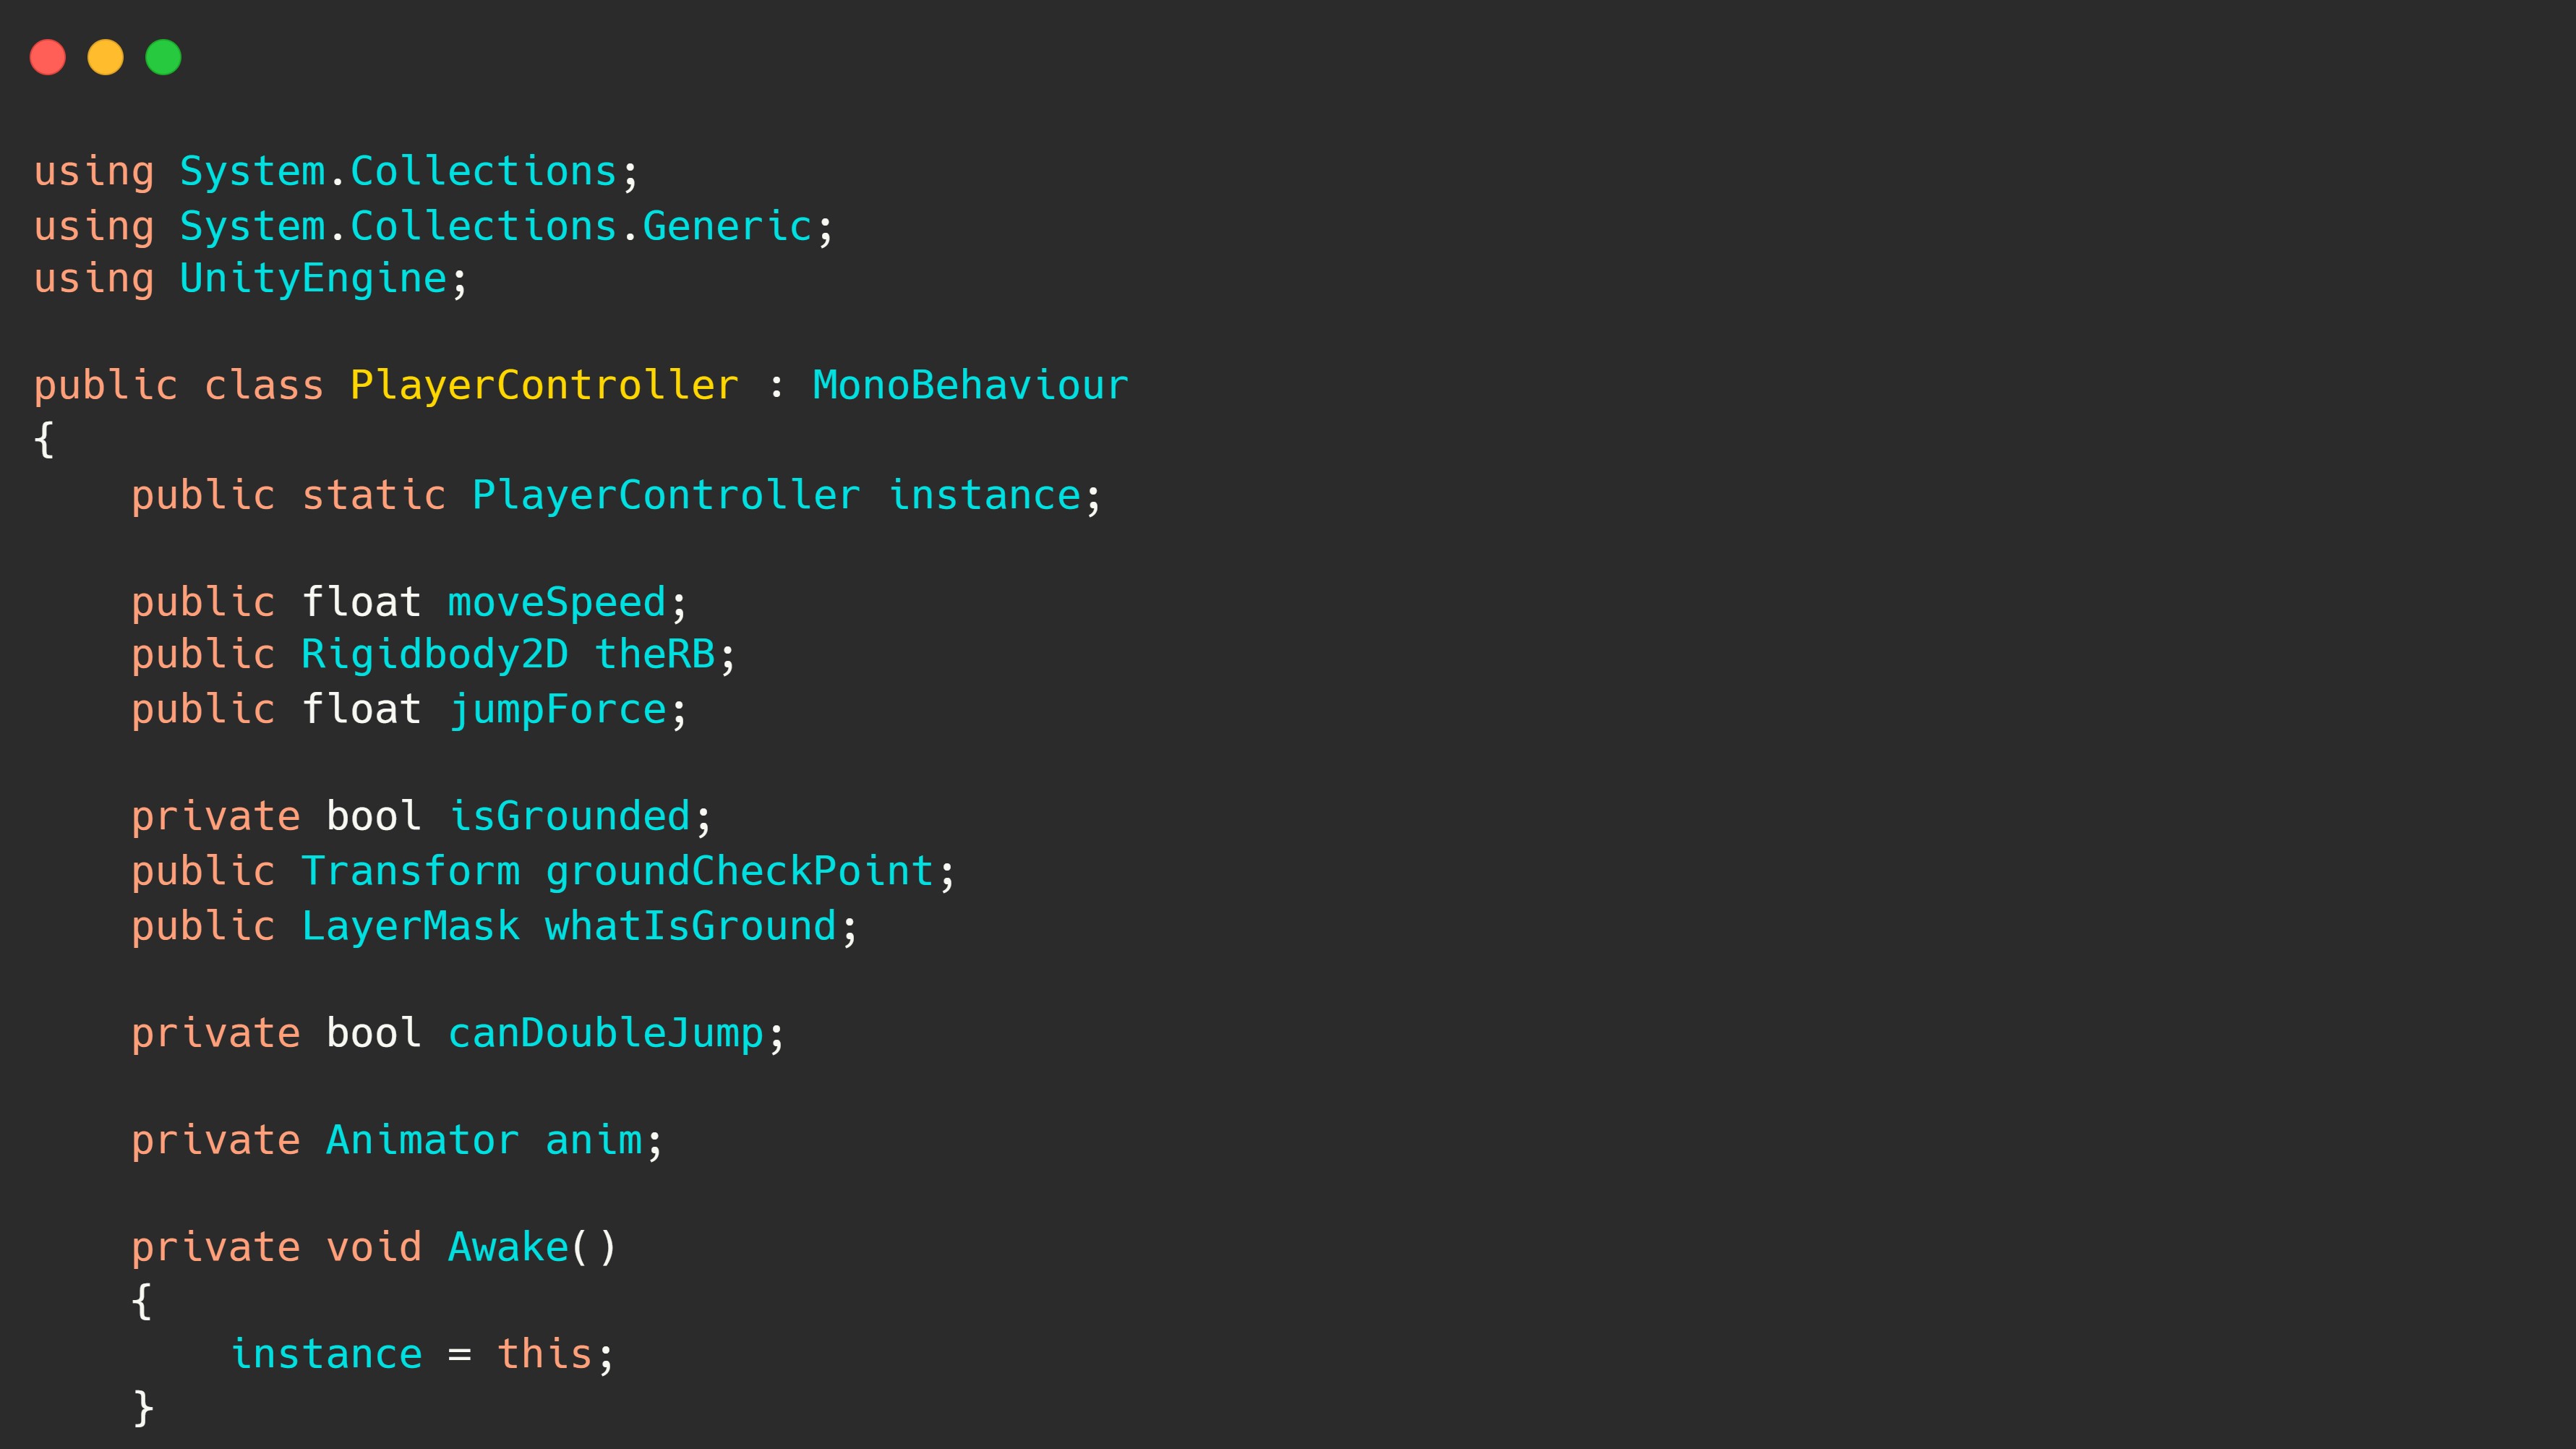 using System.Collections;
using System.Collections.Generic;
using UnityEngine;
public class PlayerController : MonoBehaviour
{
    public static PlayerController instance;
    public float moveSpeed;
    public Rigidbody2D theRB;
    public float jumpForce;
    private bool isGrounded;
    public Transform groundCheckPoint;
    public LayerMask whatIsGround;
    private bool canDoubleJump;
    private Animator anim;
    private void Awake()
    {
        instance = this;
    }